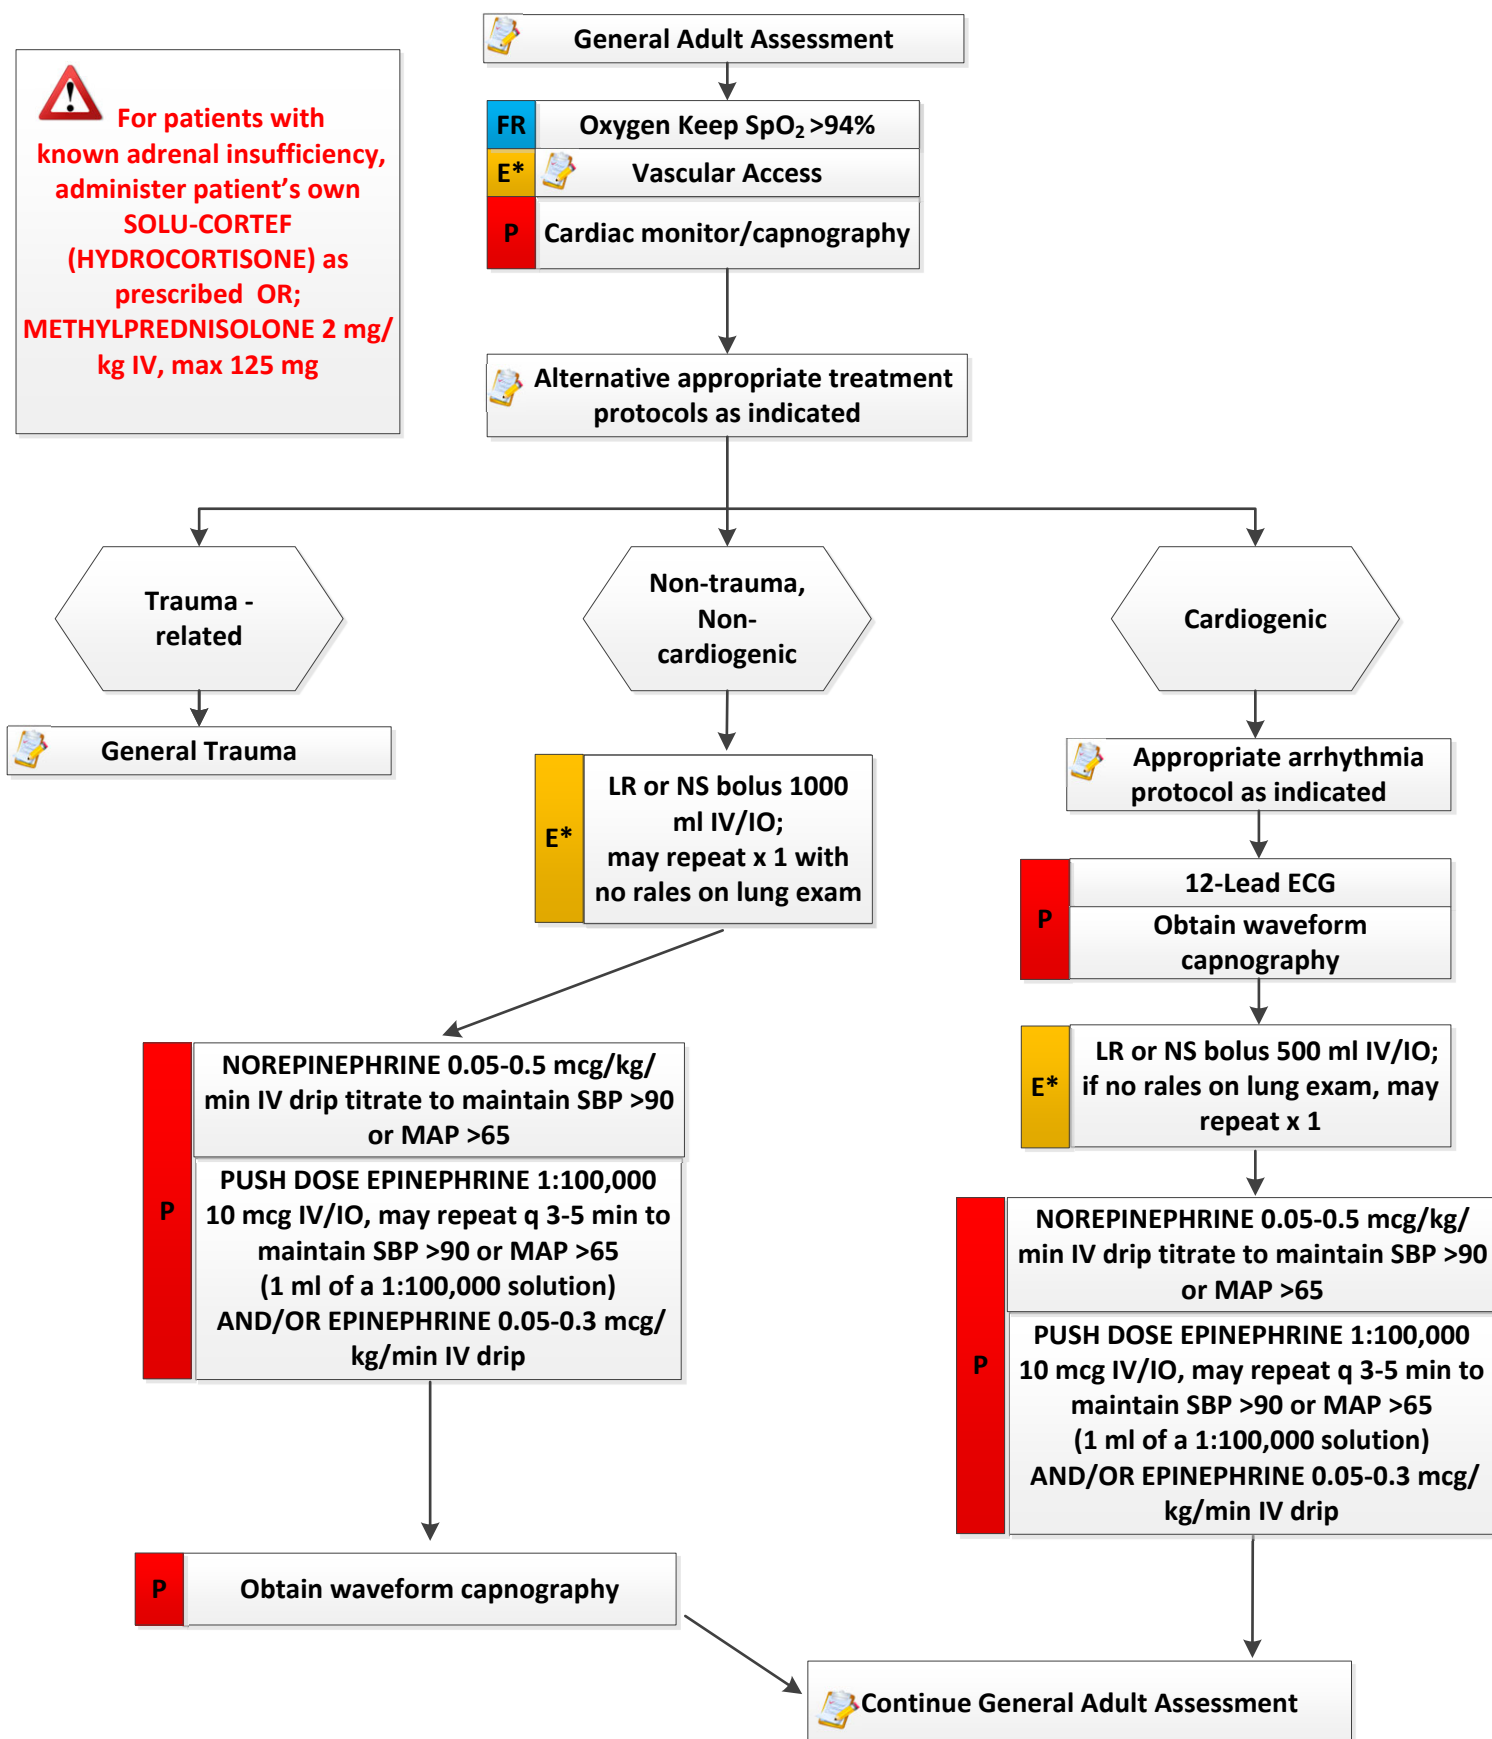 General Adult Assessment
For patients with
known adrenal insufficiency,
administer patient's own
SOLU-CORTEF
(HYDROCORTISONE) as
prescribed OR;
METHYLPREDNISOLONE 2 mg/
kg IV, max 125 mg
FR Oxygen Keep SpO₂ >94%
E* Vascular Access
P Cardiac monitor/capnography
Alternative appropriate treatment
protocols as indicated
Trauma -
related
General Trauma
Non-trauma,
Non-
cardiogenic
E*
LR or NS bolus 1000
ml IV/IO;
may repeat x 1 with
no rales on lung exam
P
NOREPINEPHRINE 0.05-0.5 mcg/kg/
min IV drip titrate to maintain SBP >90
or MAP >65
PUSH DOSE EPINEPHRINE 1:100,000
10 mcg IV/IO, may repeat q 3-5 min to
maintain SBP >90 or MAP >65
(1 ml of a 1:100,000 solution)
AND/OR EPINEPHRINE 0.05-0.3 mcg/
kg/min IV drip
P Obtain waveform capnography
Cardiogenic
Appropriate arrhythmia
protocol as indicated
P
12-Lead ECG
Obtain waveform
capnography
E*
LR or NS bolus 500 ml IV/IO;
if no rales on lung exam, may
repeat x 1
P
NOREPINEPHRINE 0.05-0.5 mcg/kg/
min IV drip titrate to maintain SBP >90
or MAP >65
PUSH DOSE EPINEPHRINE 1:100,000
10 mcg IV/IO, may repeat q 3-5 min to
maintain SBP >90 or MAP >65
(1 ml of a 1:100,000 solution)
AND/OR EPINEPHRINE 0.05-0.3 mcg/
kg/min IV drip
Continue General Adult Assessment